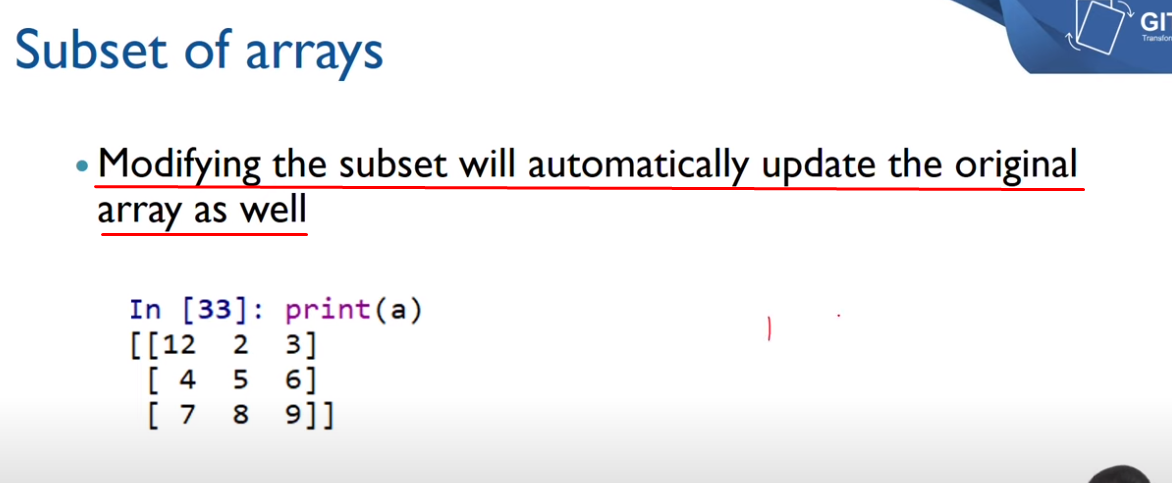 Subset of arrays
GI
• Modifying the subset will automatically update the original
array as well
In [33]: print(a)
[[12 2 3]
[ 4 5 6]
[ 7 8 9]]